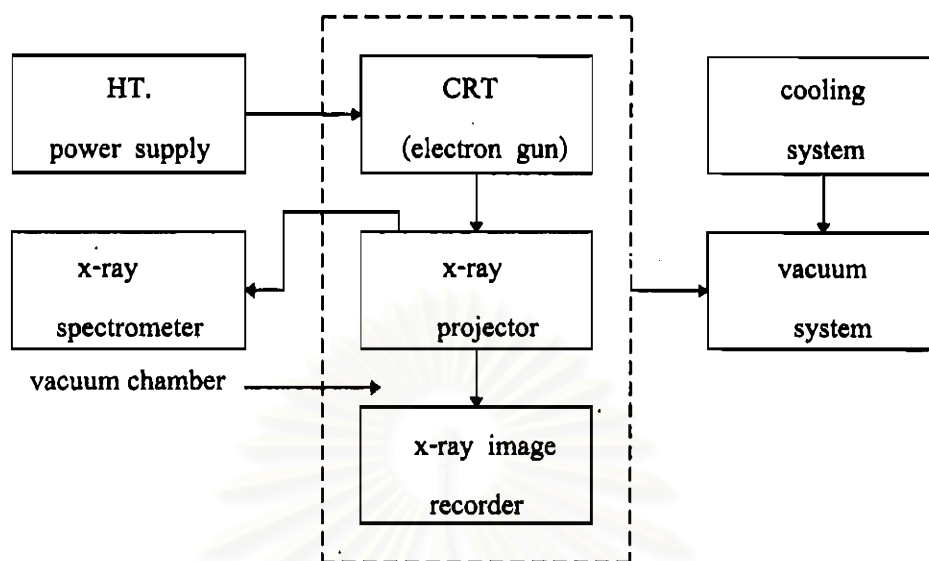 HT.
power supply
CRT
(electron gun)
cooling
system
x-ray
spectrometer
x-ray
projector
vacuum
system
vacuum chamber
x-ray image
recorder